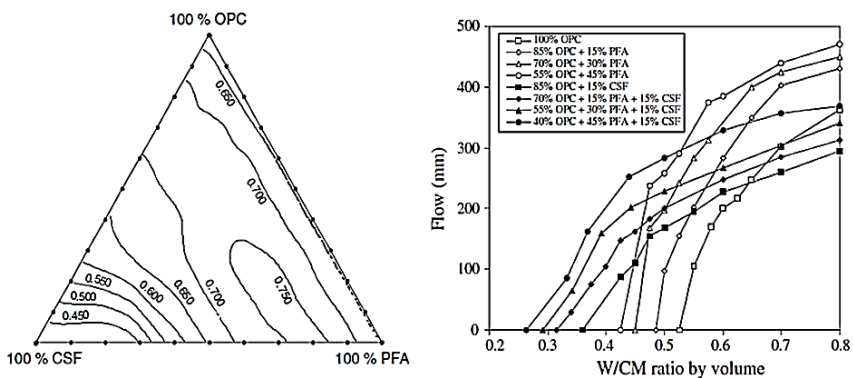 100 % OPC
0.650
0.700
0.550
0.500
0.450
0.600
0.650
0.700
0.750
100 % CSF
100 % PFA
500
400
300
200
100
0
Flow (mm)
100% OPC
85% OPC + 15% PFA
70% OPC + 30% PFA
55% OPC + 45% PFA
85% OPC + 15% CSF
70% OPC + 15% PFA + 15% CSF
55% OPC + 30% PFA + 15% CSF
40% OPC + 45% PFA + 15% CSF
0.2 0.3 0.4 0.5 0.6 0.7 0.8
W/CM ratio by volume